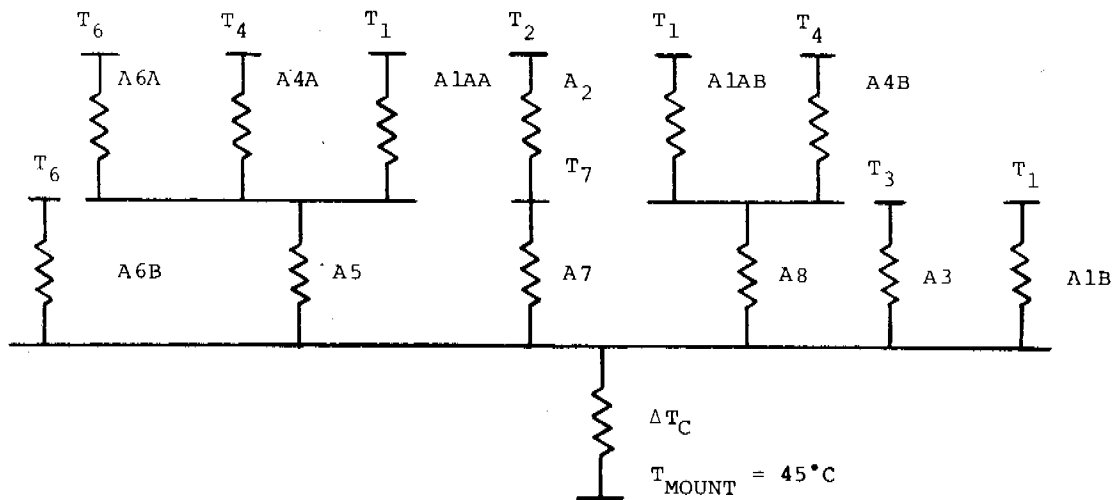 T6 T4 T1 T2 T1 T4
A6A A4A A1AA A2 A1AB A4B
T6 T7 T3 T1
A6B A5 A7 A8 A3 A1B
ΔTC
TMOUNT = 45°C